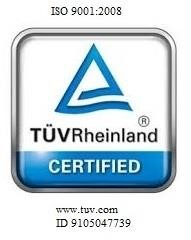 ISO 9001:2008
®
TÜVRheinland
CERTIFIED
www.tuv.com
ID 9105047739